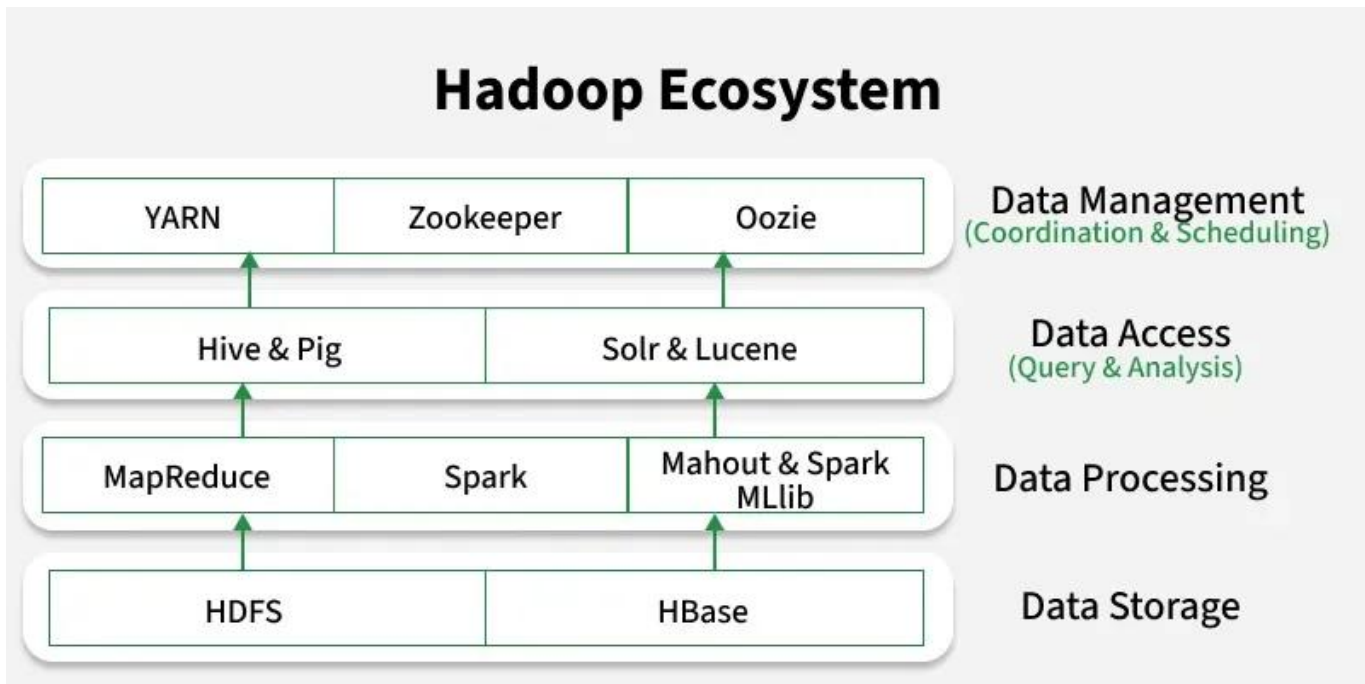 Hadoop Ecosystem
YARN
Zookeeper
Oozie
Data Management
(Coordination & Scheduling)
Hive & Pig
Solr & Lucene
Data Access
(Query & Analysis)
MapReduce
Spark
Mahout & Spark
MLlib
Data Processing
HDFS
HBase
Data Storage